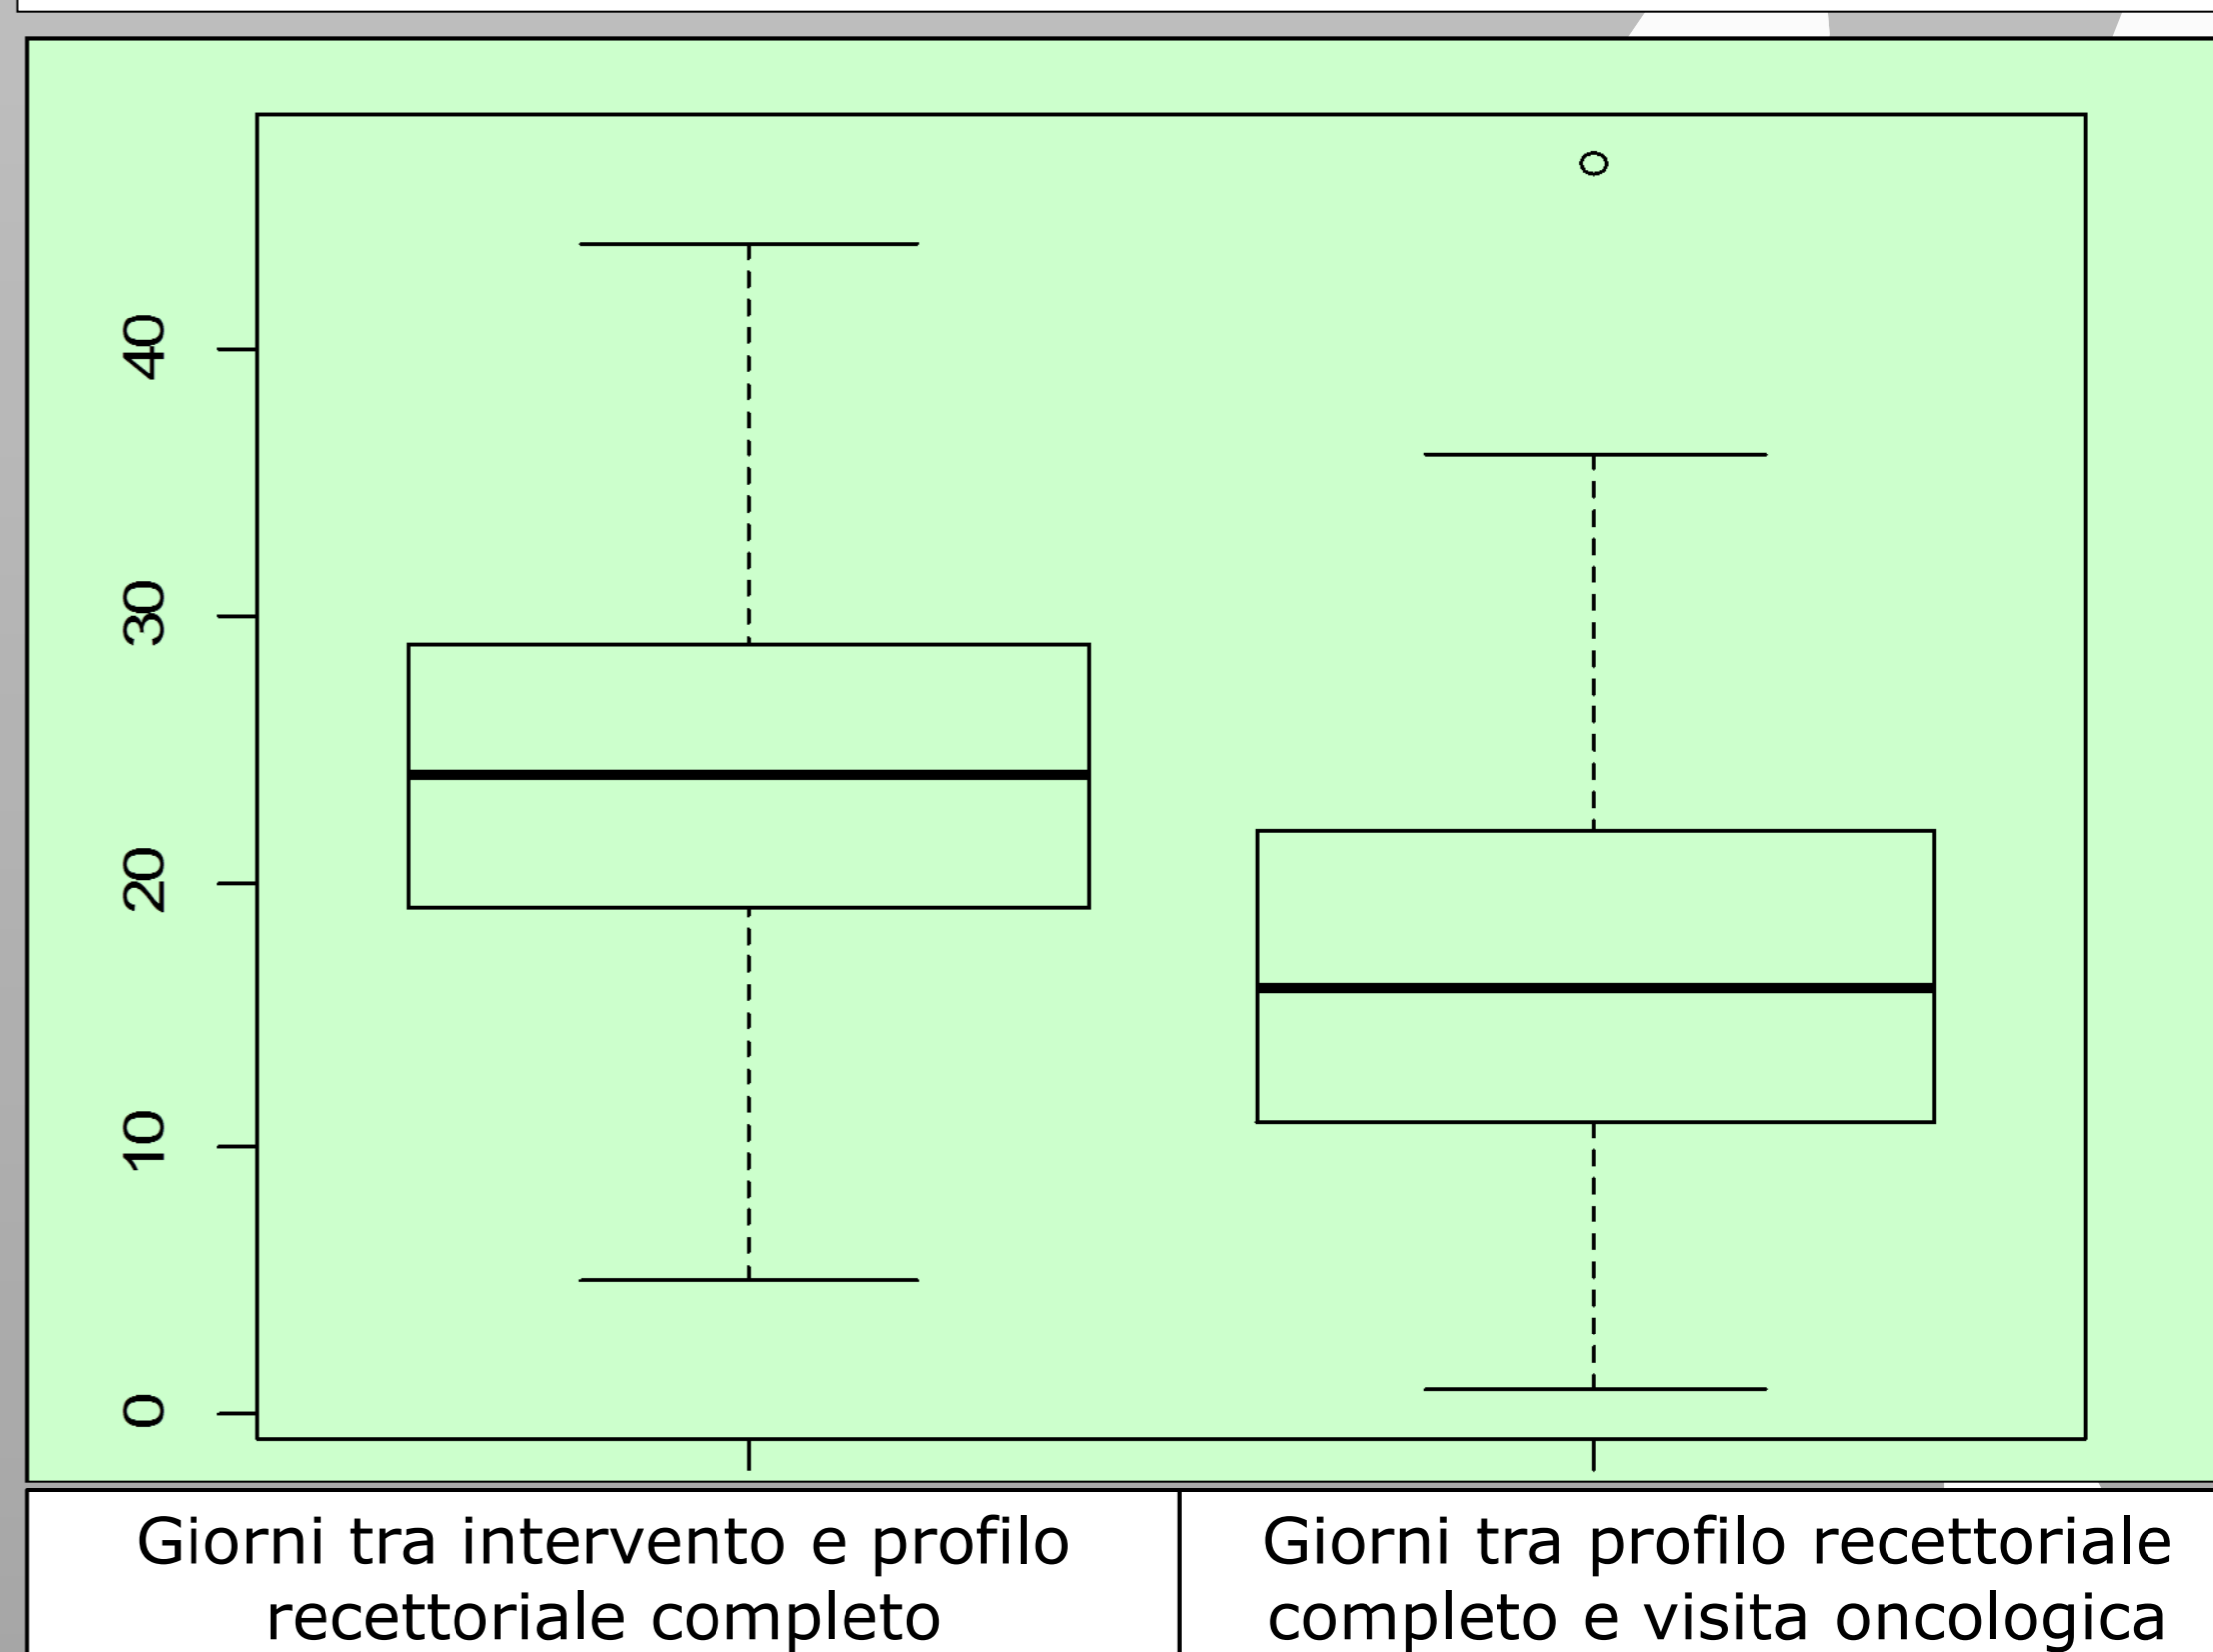 40
30
20
10
0
Giorni tra intervento e profilo
recettoriale completo
Giorni tra profilo recettoriale
completo e visita oncologica